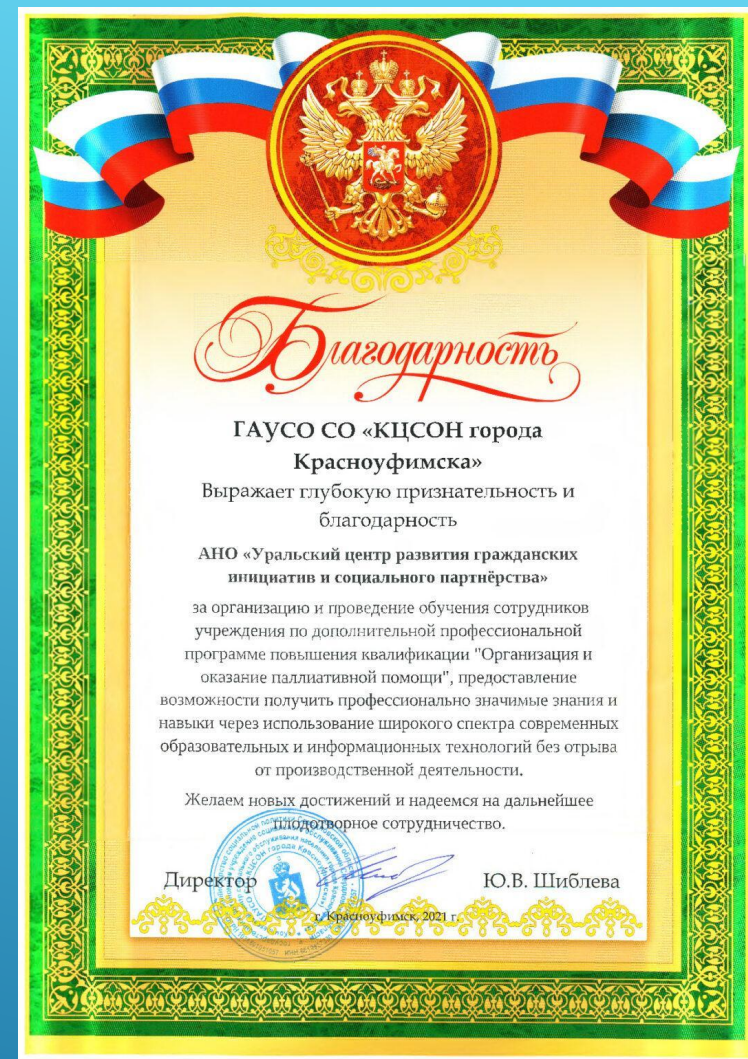 Благодарность
ГАУСО СО «КЦСОН города
Красноуфимска»
Выражает глубокую признательность и
благодарность
АНО «Уральский центр развития гражданских
инициатив и социального партнёрства»
за организацию и проведение обучения сотрудников
учреждения по дополнительной профессиональной
программе повышения квалификации "Организация и
оказание паллиативной помощи", предоставление
возможности получить профессионально значимые знания и
навыки через использование широкого спектра современных
образовательных и информационных технологий без отрыва
от производственной деятельности.
Желаем новых достижений и надеемся на дальнейшее
плодотворное сотрудничество.
Директор Ю.В. Шиблева
г. Красноуфимск, 2021 г.